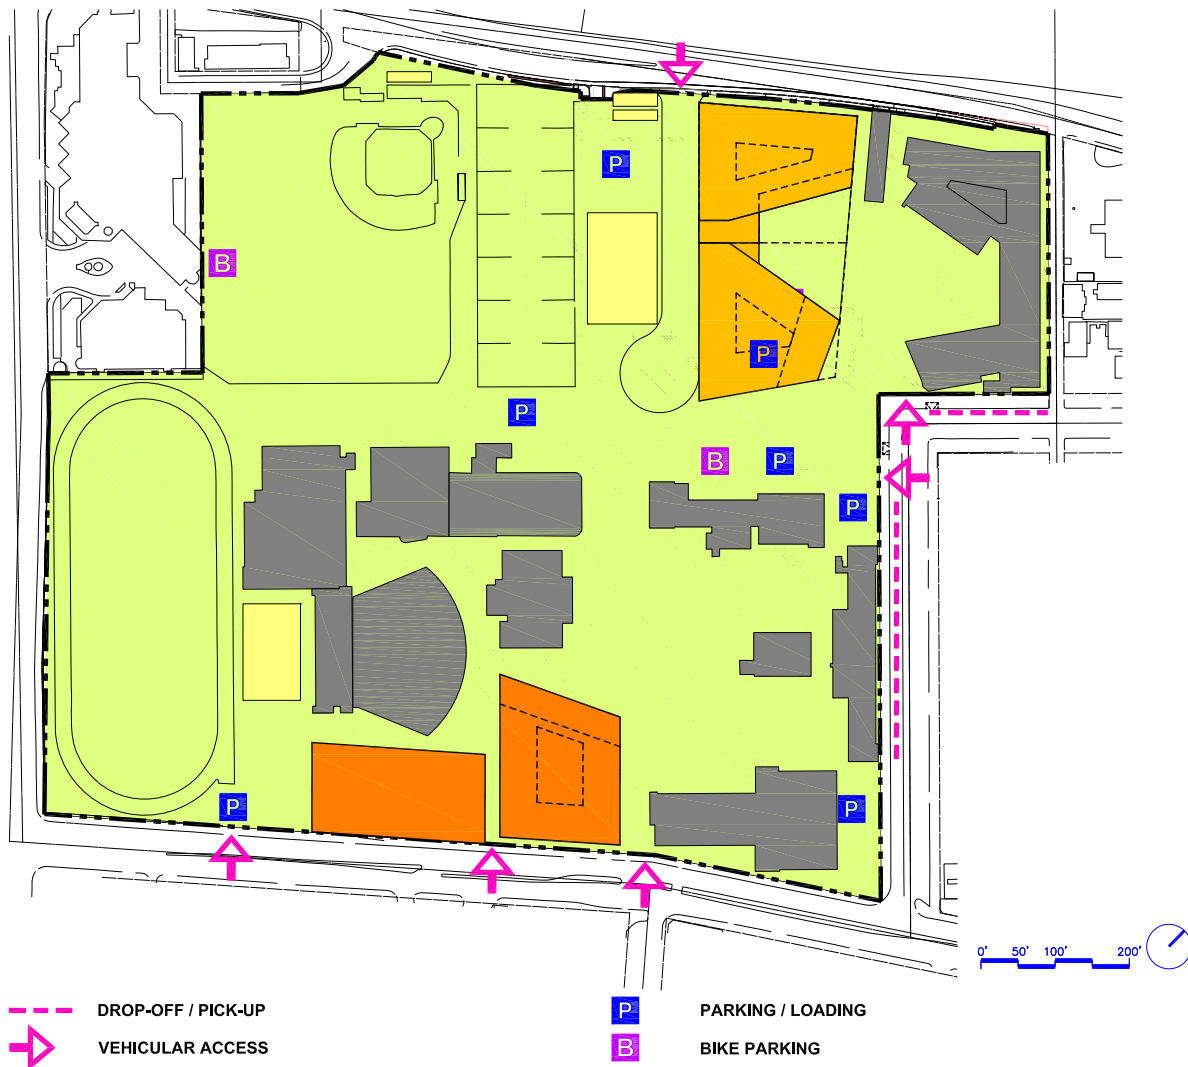 P
B
P
P
B
P
P
P
P
0' 50' 100' 200'
DROP-OFF / PICK-UP
P PARKING / LOADING
VEHICULAR ACCESS
B BIKE PARKING